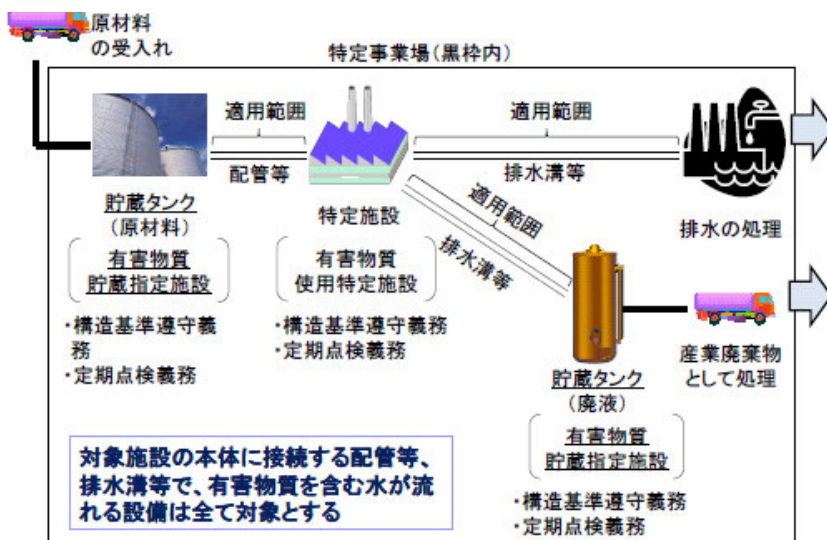 原材料
の受入れ
特定事業場(黒枠内)
適用範囲
適用範囲
配管等
排水溝等
適用範囲
排水溝等
貯蔵タンク
(原材料)
特定施設
排水の処理
有害物質
貯蔵指定施設
有害物質
使用特定施設
・構造基準遵守義
務
・定期点検義務
・構造基準遵守義務
・定期点検義務
貯蔵タンク
(廃液)
産業廃棄物
として処理
有害物質
貯蔵指定施設
・構造基準遵守義務
・定期点検義務
対象施設の本体に接続する配管等、
排水溝等で、有害物質を含む水が流
れる設備は全て対象とする